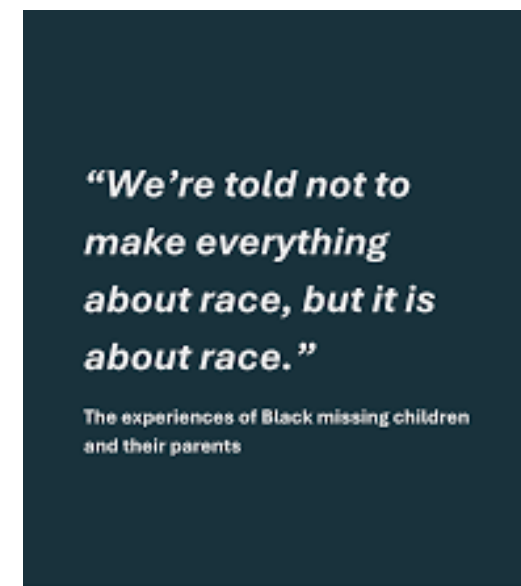 “We’re told not to
make everything
about race, but it is
about race.”
The experiences of Black missing children
and their parents